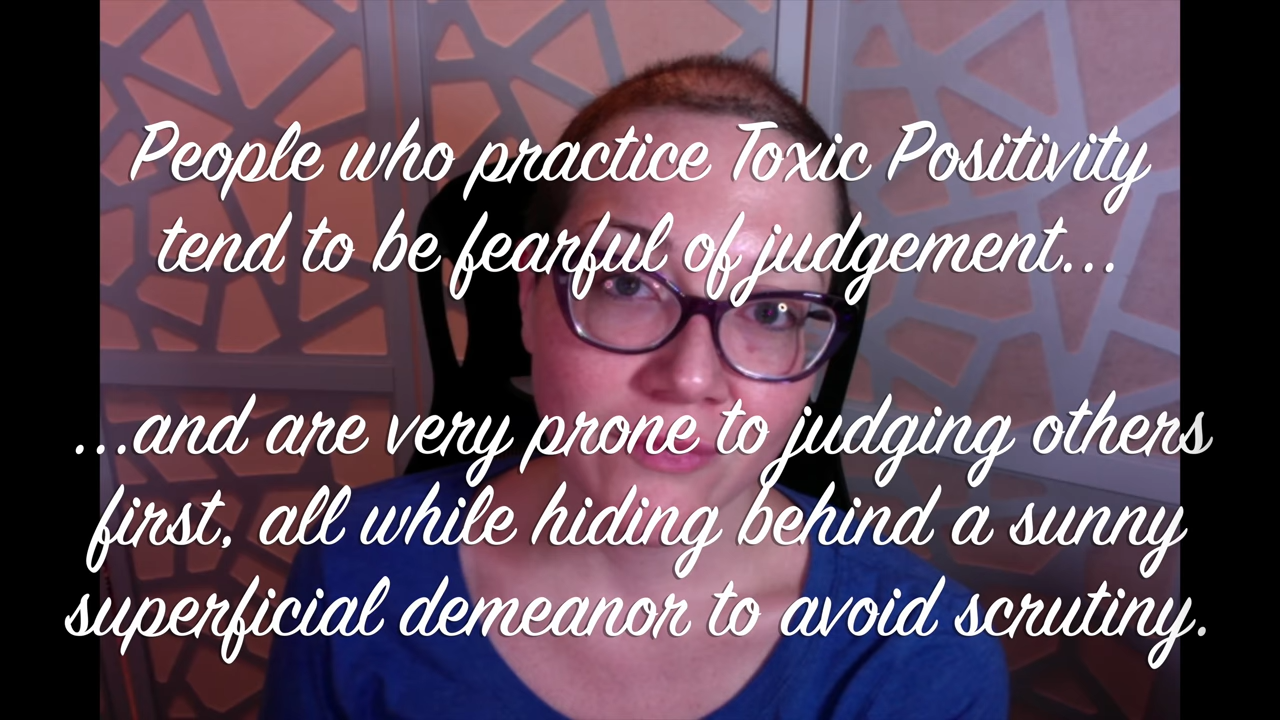 People who practice Toxic Positivity
tend to be fearful of judgement...
...and are very prone to judging others
first, all while hiding behind a sunny
superficial demeanor to avoid scrutiny.